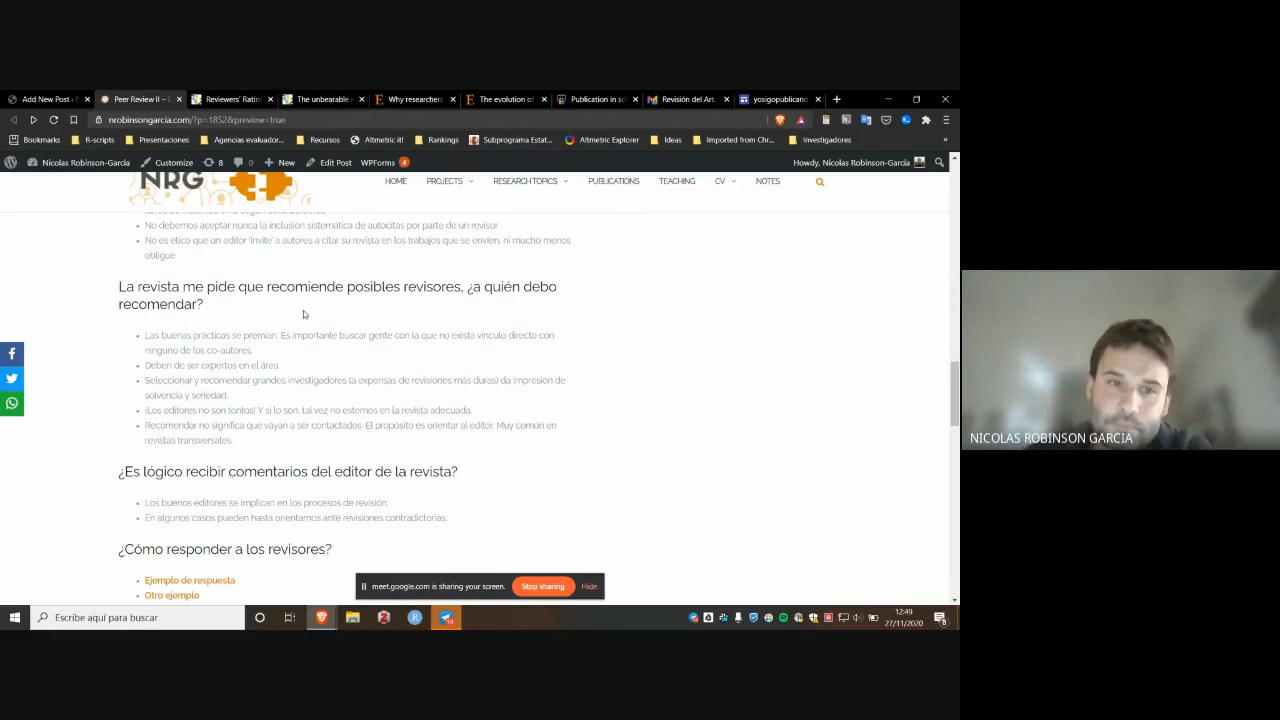 Add New Post - 
Peer Review II –
Reviewers' Ratin
The unbearable
Why researchers
The evolution of
Publication in sc
Revisión del Art.
yosigopublicand
nrobinsongarcia.com/?p=1852&preview=true
Bookmarks
R-scripts
Presentaciones
Agencias evaluador...
Recursos
Altmetric it!
Rankings
Subprograma Estat...
Altmetric Explorer
Ideas
Imported from Chr...
Investigadores
»
Nicolas Robinson-Garcia
Customize
8
0
New
Edit Post
WPForms 4
Howdy, Nicolas Robinson-Garcia
NRG
HOME
PROJECTS
RESEARCH TOPICS
PUBLICATIONS
TEACHING
CV
NOTES
No debemos aceptar nunca la inclusión sistemática de autocitas por parte de un revisor
No es ético que un editor 'invite' a autores a citar su revista en los trabajos que se envíen, ni mucho menos
obligue
La revista me pide que recomiende posibles revisores, ¿a quién debo
recomendar?
Las buenas prácticas se premian. Es importante buscar gente con la que no exista vínculo directo con
ninguno de los co-autores.
Deben de ser expertos en el área.
Seleccionar y recomendar grandes investigadores (a expensas de revisiones más duras) da impresión de
solvencia y seriedad.
¡Los editores no son tontos! Y si lo son, tal vez no estemos en la revista adecuada.
Recomendar no significa que vayan a ser contactados. El propósito es orientar al editor. Muy común en
revistas transversales.
¿Es lógico recibir comentarios del editor de la revista?
Los buenos editores se implican en los procesos de revisión.
En algunos casos pueden hasta orientarnos ante revisiones contradictorias.
¿Cómo responder a los revisores?
Ejemplo de respuesta
Otro ejemplo
meet.google.com is sharing your screen.
Stop sharing
Hide
Escribe aquí para buscar
14
12:49
27/11/2020
8
NICOLAS ROBINSON GARCIA